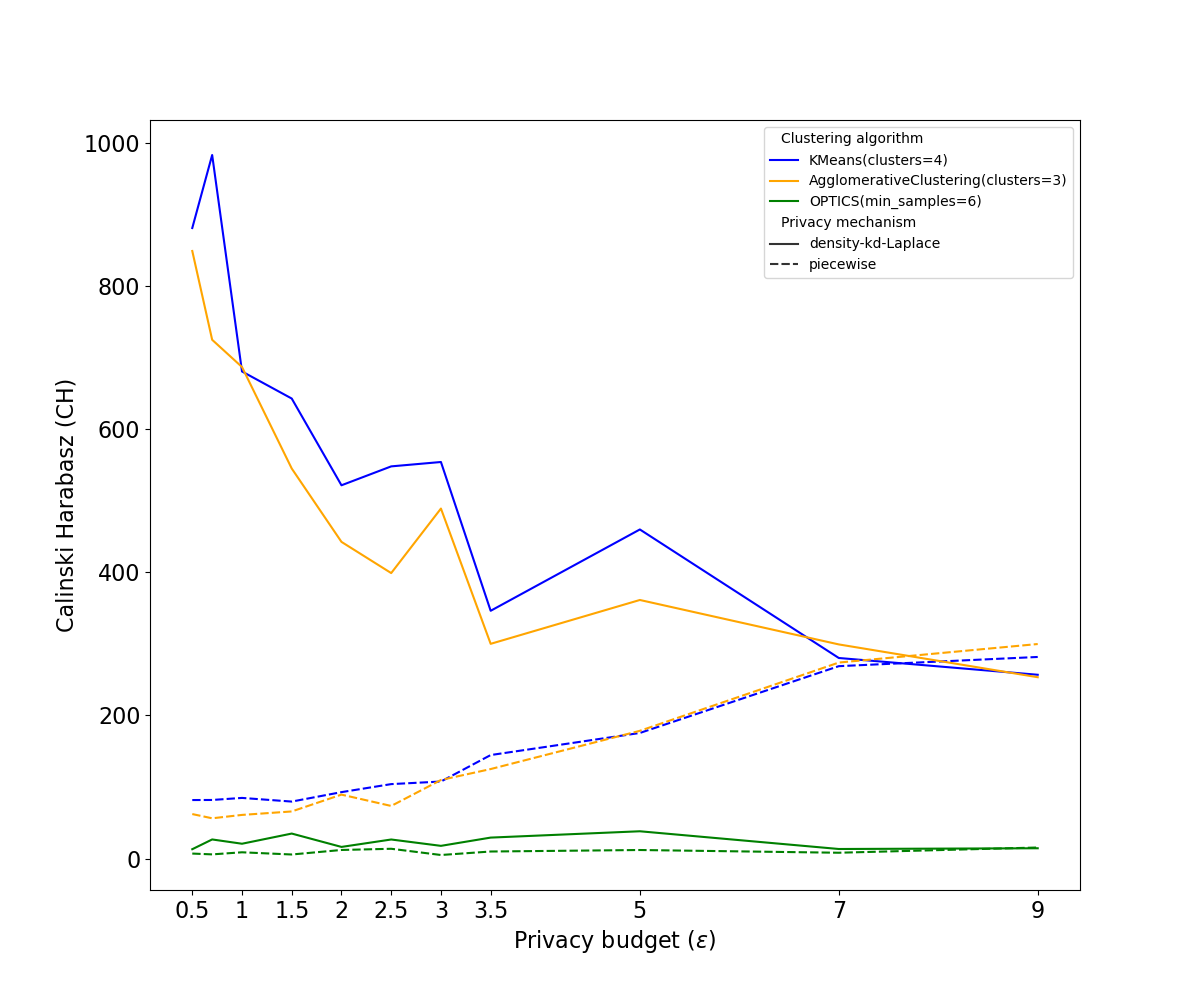 1000
800
600
400
200
0
Calinski Harabasz (CH)
Clustering algorithm
KMeans(clusters=4)
AgglomerativeClustering(clusters=3)
OPTICS(min_samples=6)
Privacy mechanism
density-kd-Laplace
piecewise
0.5 1 1.5 2 2.5 3 3.5 5 7 9
Privacy budget (ε)